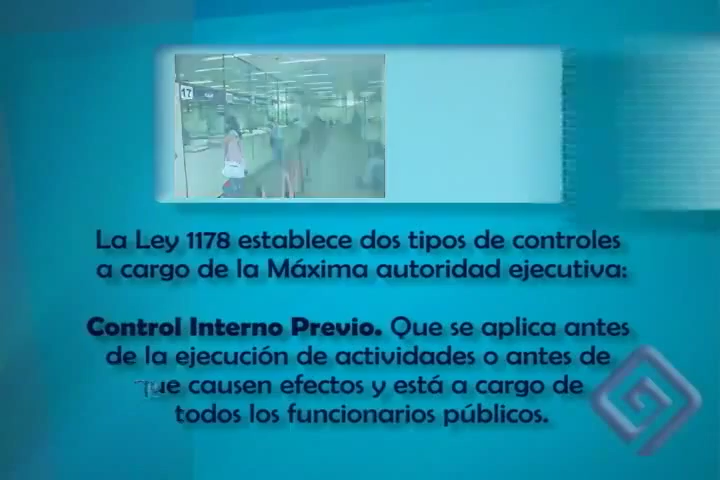 17
La Ley 1178 establece dos tipos de controles
a cargo de la Máxima autoridad ejecutiva:
Control Interno Previo. Que se aplica antes
de la ejecución de actividades o antes de
que causen efectos y está a cargo de
todos los funcionarios públicos.